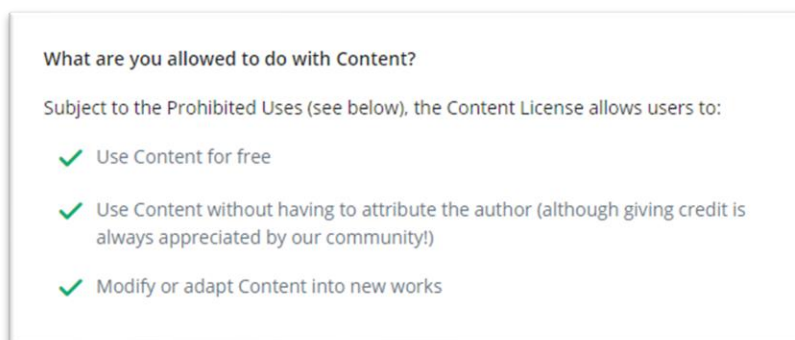 What are you allowed to do with Content?
Subject to the Prohibited Uses (see below), the Content License allows users to:
Use Content for free
Use Content without having to attribute the author (although giving credit is
always appreciated by our community!)
Modify or adapt Content into new works